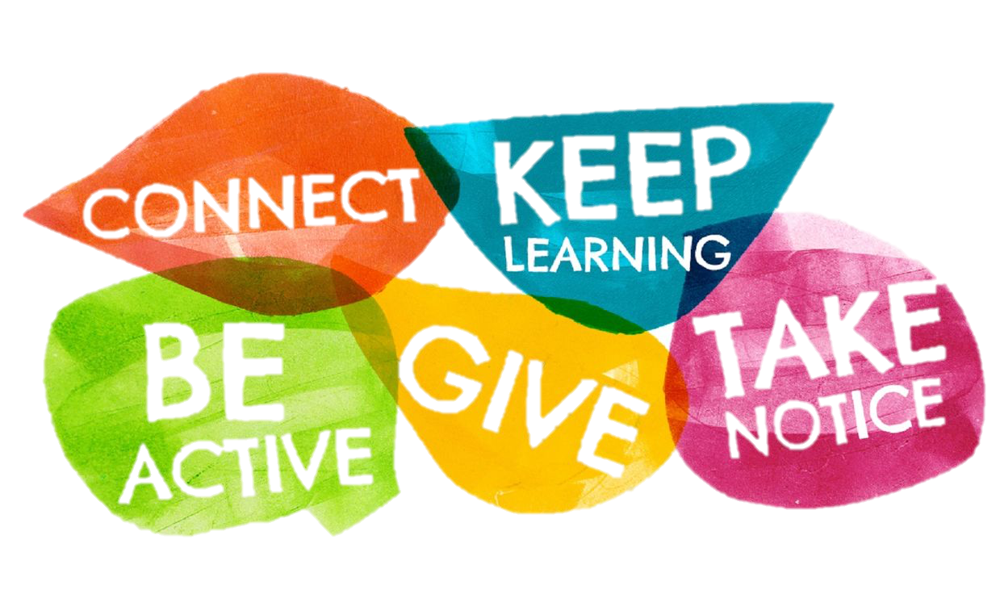 CONNECT
KEEP
LEARNING
BE
ACTIVE
GIVE
TAKE
NOTICE